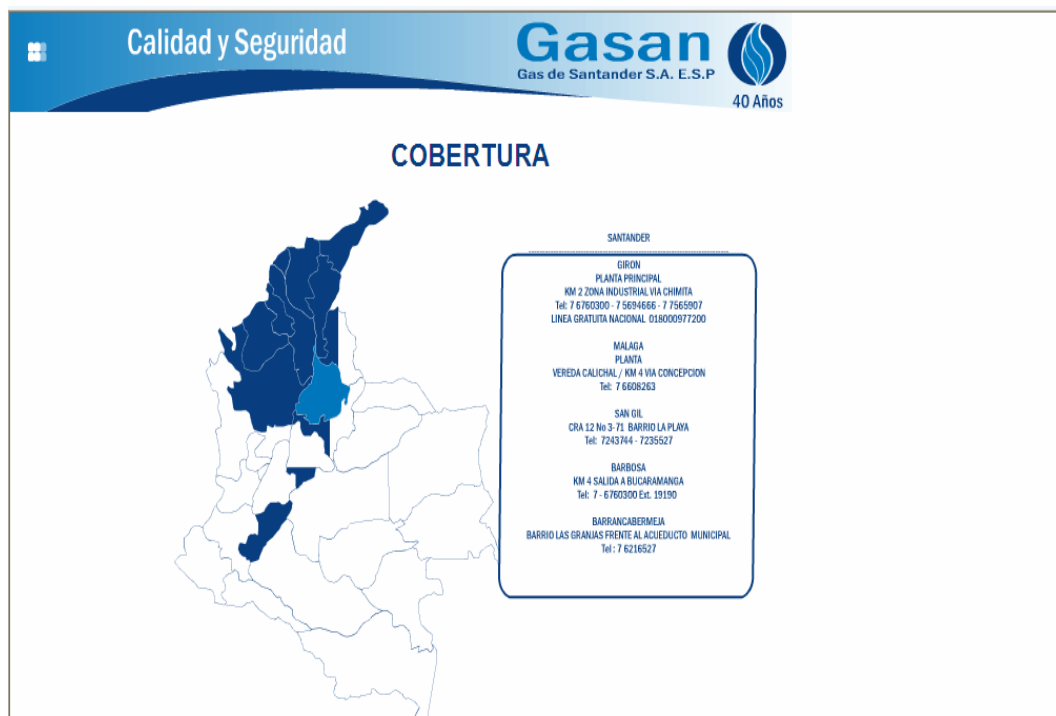 Calidad y Seguridad
Gasan
Gas de Santander S.A. E.S.P
40 Años
COBERTURA
SANTANDER
GIRON
PLANTA PRINCIPAL
KM 2 ZONA INDUSTRIAL VIA CHIMITA
Tel: 7 6760300 - 7 5694666 - 7 7565907
LINEA GRATUITA NACIONAL 018000977200
MALAGA
PLANTA
VEREDA CALICHAL / KM 4 VIA CONCEPCION
Tel: 7 6608263
SAN GIL
CRA 12 No 3-71 BARRIO LA PLAYA
Tel: 7243744 - 7235527
BARBOSA
KM 4 SALIDA A BUCARAMANGA
Tel: 7 - 6760300 Ext. 19190
BARRANCABERMEJA
BARRIO LAS GRANJAS FRENTE AL ACUEDUCTO MUNICIPAL
Tel : 7 6216527